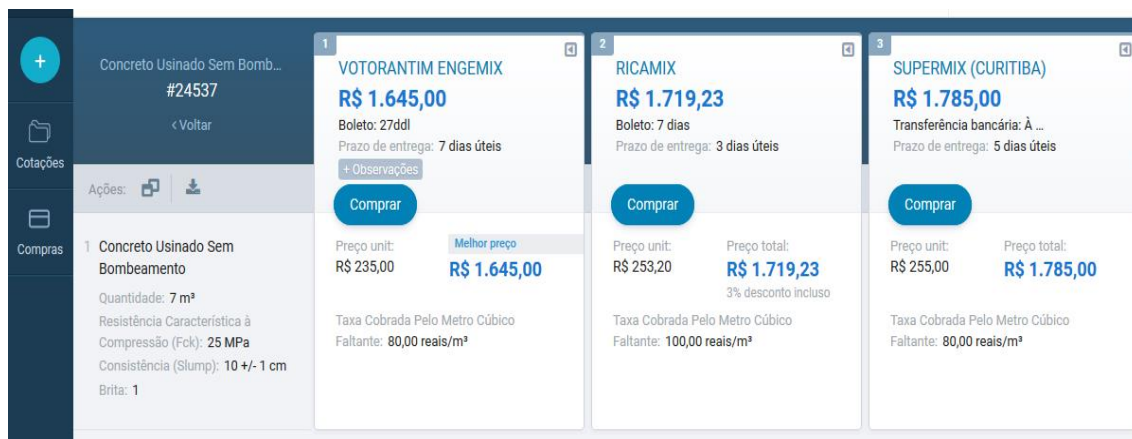 +
Cotações
Compras
Concreto Usinado Sem Bomb...
#24537
< Voltar
Ações:
1 Concreto Usinado Sem
Bombeamento
Quantidade: 7 m³
Resistência Característica à
Compressão (Fck): 25 MPa
Consistência (Slump): 10 +/- 1 cm
Brita: 1
1
VOTORANTIM ENGEMIX
R$ 1.645,00
Boleto: 27ddl
Prazo de entrega: 7 dias úteis
+ Observações
Comprar
Preço unit:
R$ 235,00
Melhor preço
R$ 1.645,00
Taxa Cobrada Pelo Metro Cúbico
Faltante: 80,00 reais/m³
2
RICAMIX
R$ 1.719,23
Boleto: 7 dias
Prazo de entrega: 3 dias úteis
Comprar
Preço unit:
R$ 253,20
Preço total:
R$ 1.719,23
3% desconto incluso
Taxa Cobrada Pelo Metro Cúbico
Faltante: 100,00 reais/m³
3
SUPERMIX (CURITIBA)
R$ 1.785,00
Transferência bancária: À ...
Prazo de entrega: 5 dias úteis
Comprar
Preço unit:
R$ 255,00
Preço total:
R$ 1.785,00
Taxa Cobrada Pelo Metro Cúbico
Faltante: 80,00 reais/m³